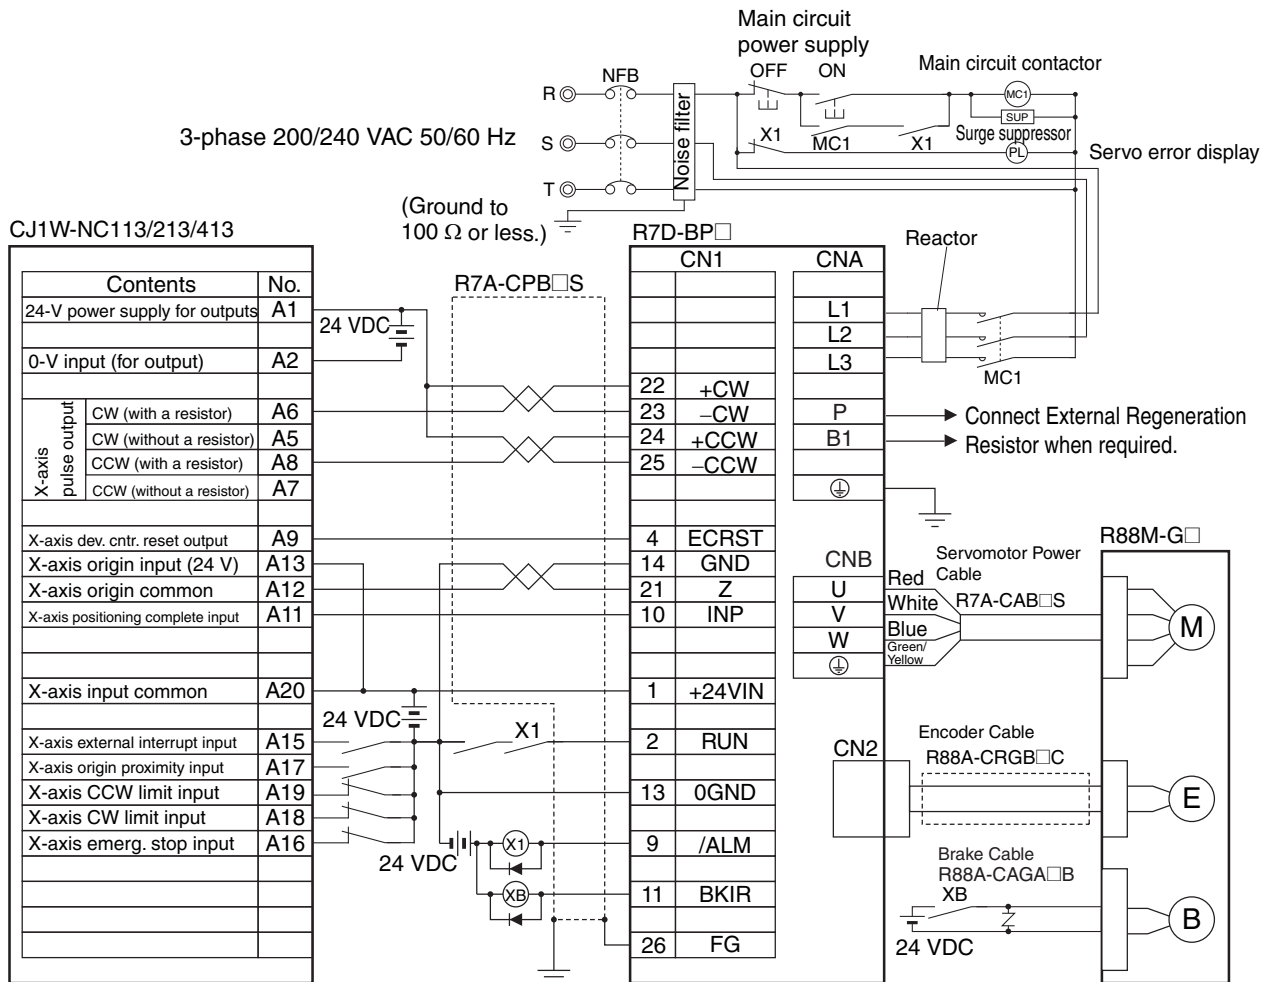 Main circuit
power supply
OFF ON
Main circuit contactor
NFB
R
MC1
SUP
Surge suppressor
3-phase 200/240 VAC 50/60 Hz
S
Noise filter
X1
MC1
X1
PL
Servo error display
T
(Ground to
100 Ω or less.)
CJ1W-NC113/213/413
R7D-BP□
Reactor
Contents No.
R7A-CPB□S
CN1
CNA
24-V power supply for outputs A1
24 VDC
L1
L2
0-V input (for output) A2
L3
MC1
22 +CW
X-axis
pulse output
CW (with a resistor) A6
23 −CW
P
Connect External Regeneration
CW (without a resistor) A5
24 +CCW
B1
Resistor when required.
CCW (with a resistor) A8
25 −CCW
CCW (without a resistor) A7
X-axis dev. cntr. reset output A9
4 ECRST
R88M-G□
X-axis origin input (24 V) A13
14 GND
CNB
Servomotor Power
Cable
X-axis origin common A12
21 Z
U
Red
R7A-CAB□S
X-axis positioning complete input A11
10 INP
V
White
W
Blue
Green/
Yellow
M
X-axis input common A20
1 +24VIN
24 VDC
X-axis external interrupt input A15
X1
2 RUN
CN2
Encoder Cable
R88A-CRGB□C
X-axis origin proximity input A17
X-axis CCW limit input A19
13 0GND
E
X-axis CW limit input A18
X-axis emerg. stop input A16
24 VDC
X1
9 /ALM
Brake Cable
R88A-CAGA□B
XB
11 BKIR
XB
B
26 FG
24 VDC